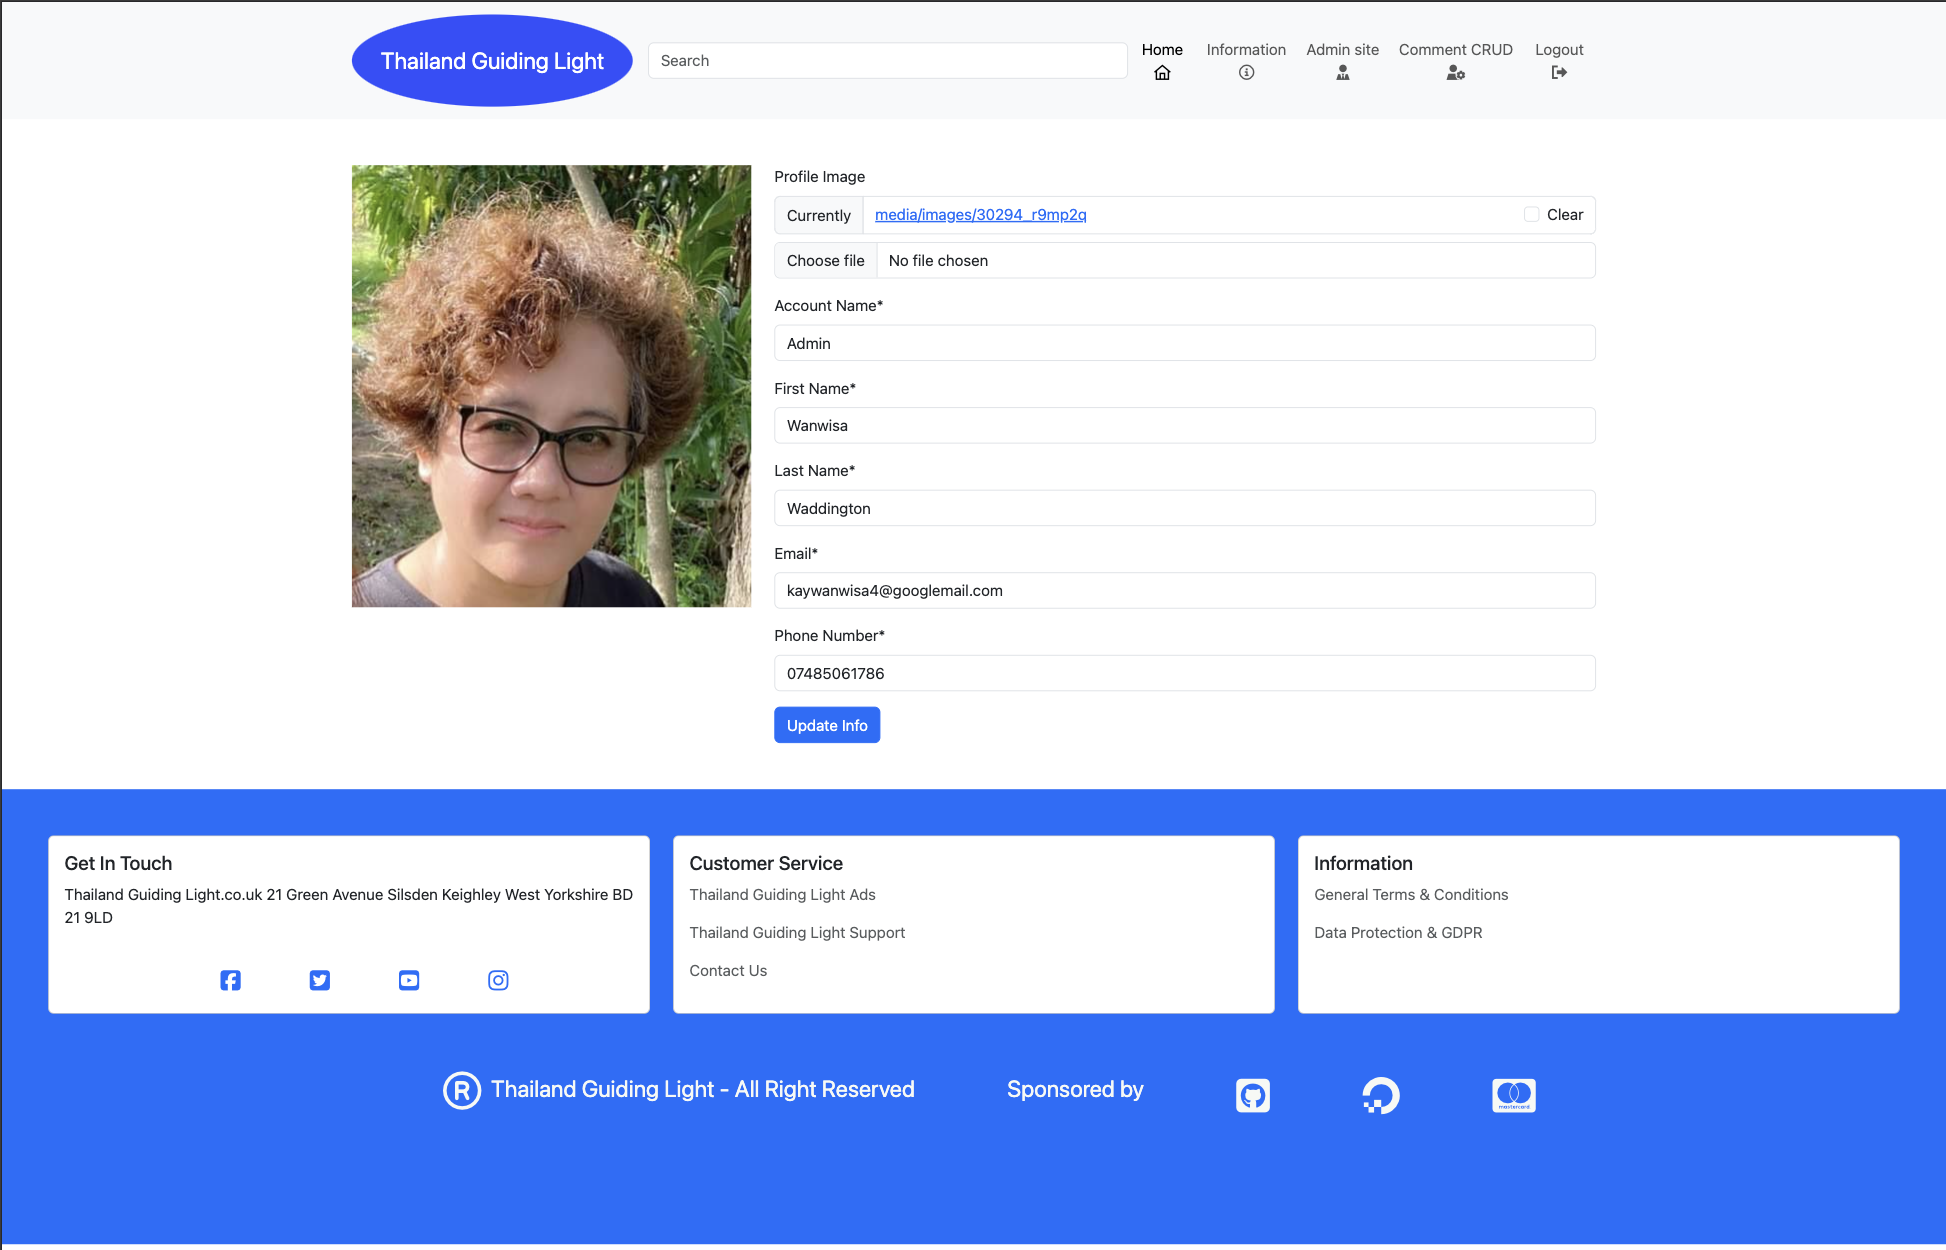 Thailand Guiding Light
Search
Home
Information
Admin site
Comment CRUD
Logout
Profile Image
Currently
media/images/30294_r9mp2q
Clear
Choose file
No file chosen
Account Name*
Admin
First Name*
Wanwisa
Last Name*
Waddington
Email*
kaywanwisa4@googlemail.com
Phone Number*
07485061786
Update Info
Get In Touch
Thailand Guiding Light.co.uk 21 Green Avenue Silsden Keighley West Yorkshire BD
21 9LD
Customer Service
Thailand Guiding Light Ads
Thailand Guiding Light Support
Contact Us
Information
General Terms & Conditions
Data Protection & GDPR
® Thailand Guiding Light - All Right Reserved
Sponsored by
mastercard